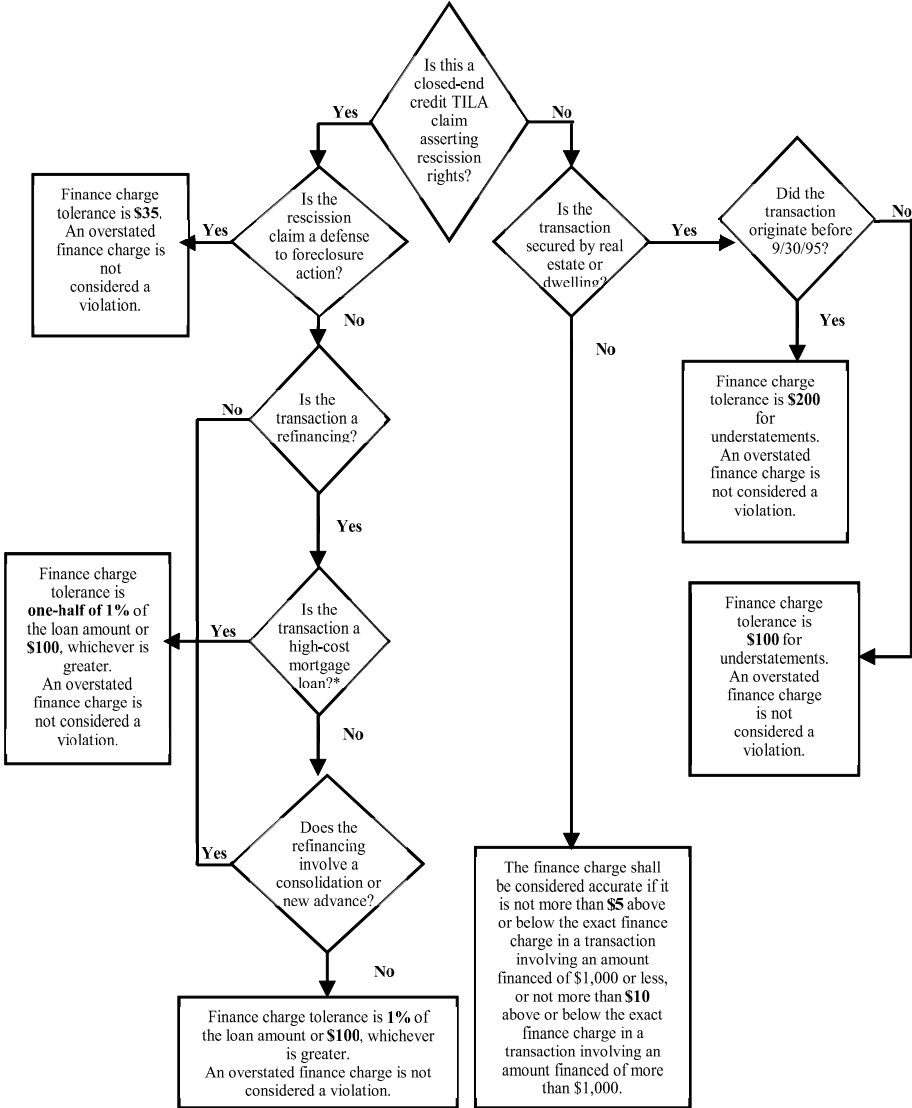 Is this a
closed-end
credit TILA
claim
asserting
rescission
rights?
Yes
No
Finance charge
tolerance is $35.
An overstated
finance charge is
not
considered a
violation.
Yes
Is the
rescission
claim a defense
to foreclosure
action?
No
Is the
transaction
secured by real
estate or
dwelling?
Yes
No
Did the
transaction
originate before
9/30/95?
No
Yes
Finance charge
tolerance is $200
for
understatements.
An overstated
finance charge is
not considered a
violation.
Finance charge
tolerance is
$100 for
understatements.
An overstated
finance charge
is not
considered a
violation.
Is the
transaction a
refinancing?
No
Yes
Finance charge
tolerance is
one-half of 1% of
the loan amount or
$100, whichever is
greater.
An overstated
finance charge is
not considered a
violation.
Yes
Is the
transaction a
high-cost
mortgage
loan?*
No
Does the
refinancing
involve a
consolidation or
new advance?
Yes
No
Finance charge tolerance is 1% of
the loan amount or $100, whichever
is greater.
An overstated finance charge is not
considered a violation.
The finance charge shall
be considered accurate if it
is not more than $5 above
or below the exact finance
charge in a transaction
involving an amount
financed of $1,000 or less,
or not more than $10
above or below the exact
finance charge in a
transaction involving an
amount financed of more
than $1,000.